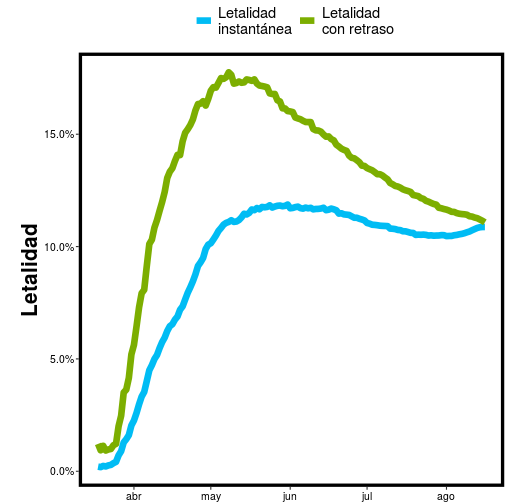 Letalidad
instantánea
Letalidad
con retraso
Letalidad
15.0%
10.0%
5.0%
0.0%
abr may jun jul ago